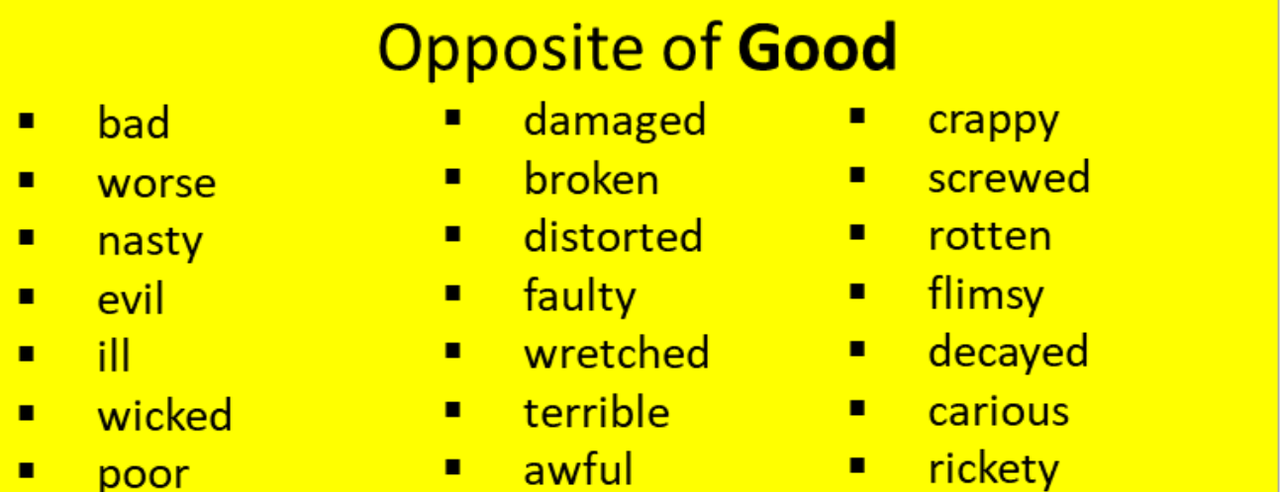 Opposite of Good
▪ bad
▪ worse
▪ nasty
▪ evil
▪ ill
▪ wicked
▪ poor
▪ damaged
▪ broken
▪ distorted
▪ faulty
▪ wretched
▪ terrible
▪ awful
▪ crappy
▪ screwed
▪ rotten
▪ flimsy
▪ decayed
▪ carious
▪ rickety